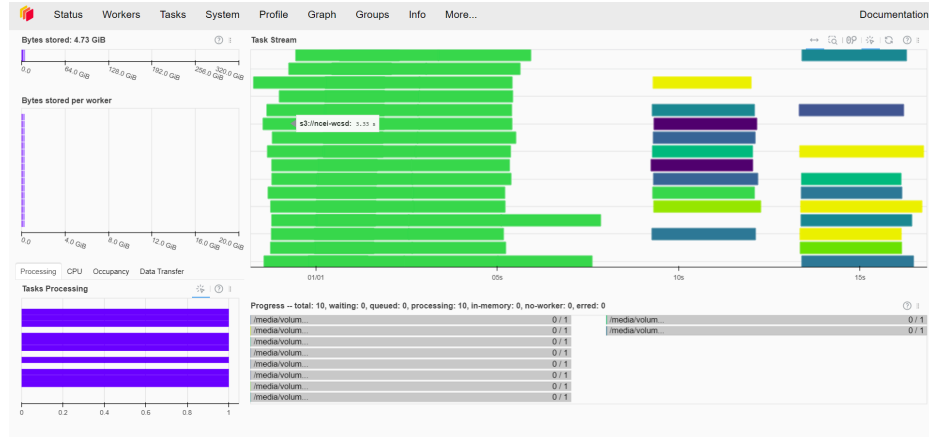 Status Workers Tasks System Profile Graph Groups Info More... Documentation
Bytes stored: 4.73 GiB
0.0 64.0 GiB 128.0 GiB 192.0 GiB 256.0 GiB 320.0 GiB
Bytes stored per worker
0.0 4.0 GiB 8.0 GiB 12.0 GiB 16.0 GiB 20.0 GiB
Processing CPU Occupancy Data Transfer
Tasks Processing
0 0.2 0.4 0.6 0.8 1
Task Stream
s3://ncei-wcsd: 5.55 s
01/01 05s 10s 15s
Progress -- total: 10, waiting: 0, queued: 0, processing: 10, in-memory: 0, no-worker: 0, erred: 0
/media/volum... 0 / 1 /media/volum... 0 / 1
/media/volum... 0 / 1 /media/volum... 0 / 1
/media/volum... 0 / 1
/media/volum... 0 / 1
/media/volum... 0 / 1
/media/volum... 0 / 1
/media/volum... 0 / 1
/media/volum... 0 / 1